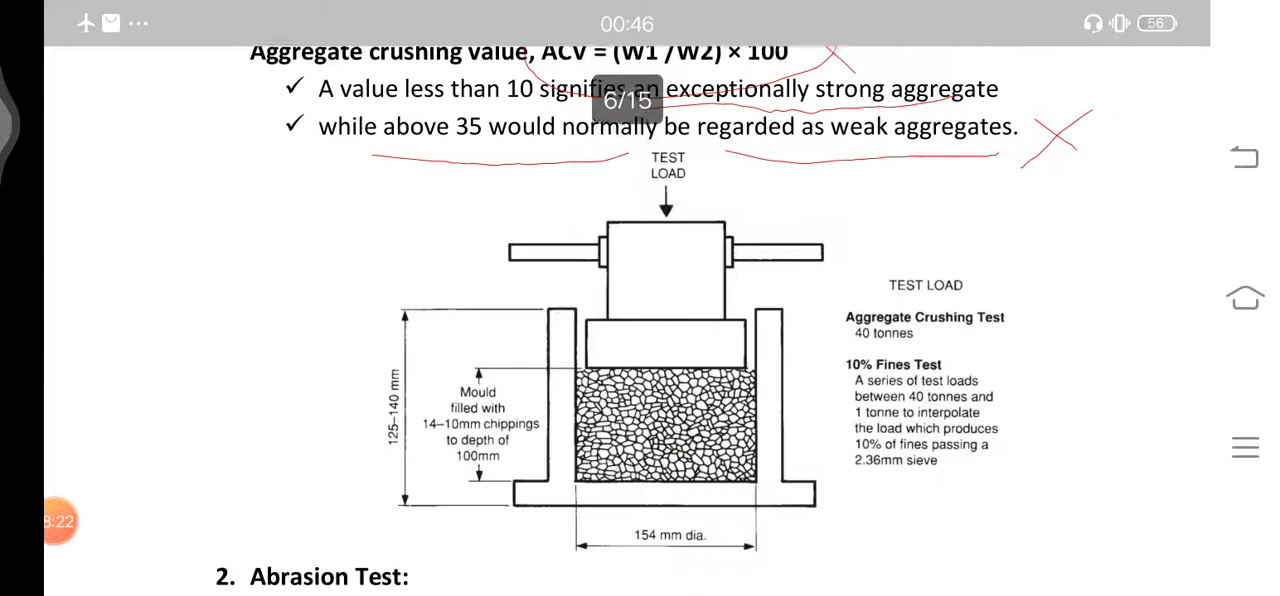 00:46
56
Aggregate crushing value, ACV = (W1 /W2) × 100
✓ A value less than 10 signifies an exceptionally strong aggregate
6/15
✓ while above 35 would normally be regarded as weak aggregates.
TEST
LOAD
TEST LOAD
Aggregate Crushing Test
40 tonnes
10% Fines Test
A series of test loads
between 40 tonnes and
1 tonne to interpolate
the load which produces
10% of fines passing a
2.36mm sieve
125–140 mm
Mould
filled with
14–10mm chippings
to depth of
100mm
154 mm dia.
8:22
2. Abrasion Test: